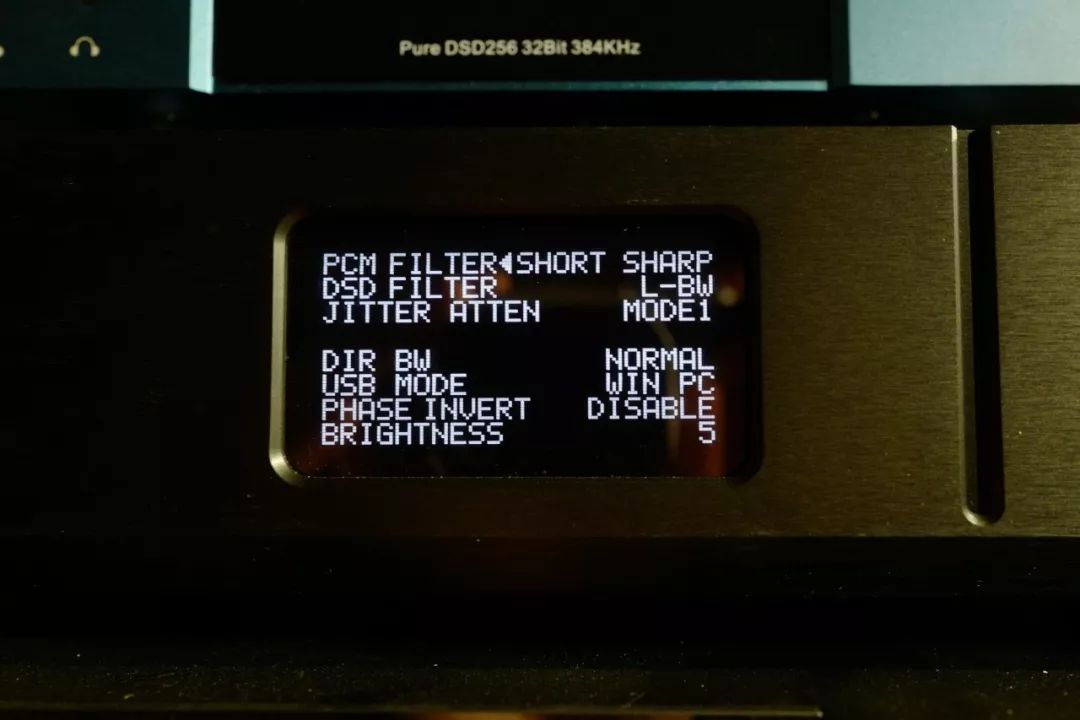 Pure DSD256 32Bit 384KHz
PCM FILTER◀SHORT SHARP
DSD FILTER L-BW
JITTER ATTEN MODE1
DIR BW NORMAL
USB MODE WIN PC
PHASE INVERT DISABLE
BRIGHTNESS 5